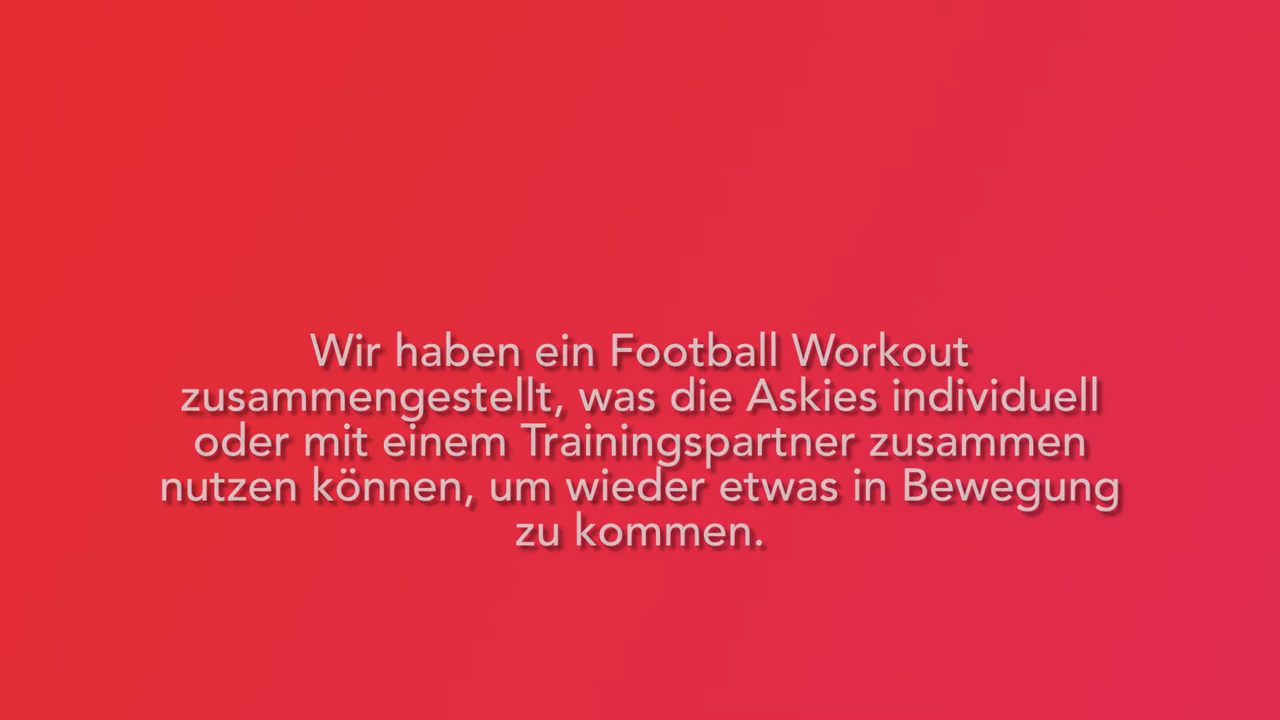 Wir haben ein Football Workout
zusammengestellt, was die Askies individuell
oder mit einem Trainingspartner zusammen
nutzen können, um wieder etwas in Bewegung
zu kommen.